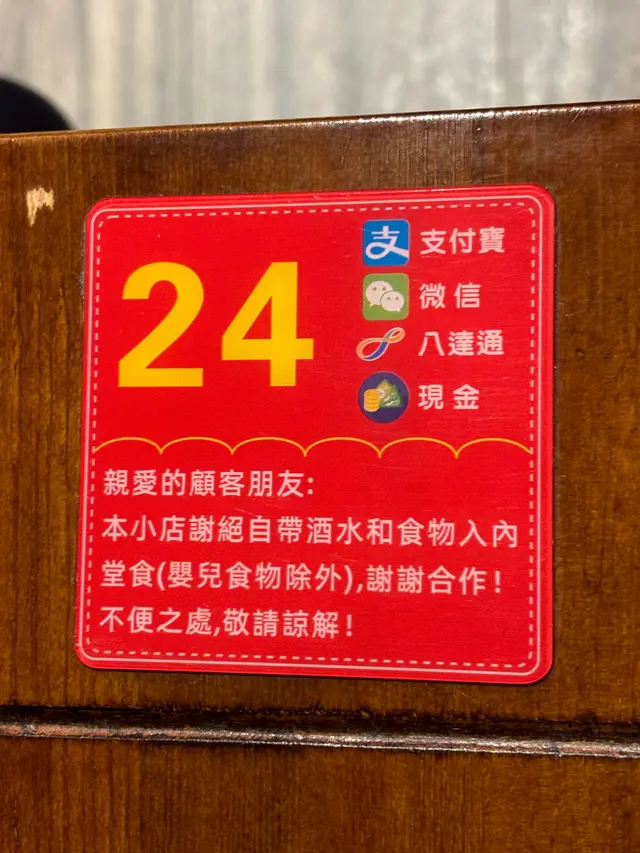 24
支 支付寶
微信
八達通
現金
親愛的顧客朋友:
本小店謝絕自帶酒水和食物入內
堂食(嬰兒食物除外),謝謝合作!
不便之處,敬請諒解!